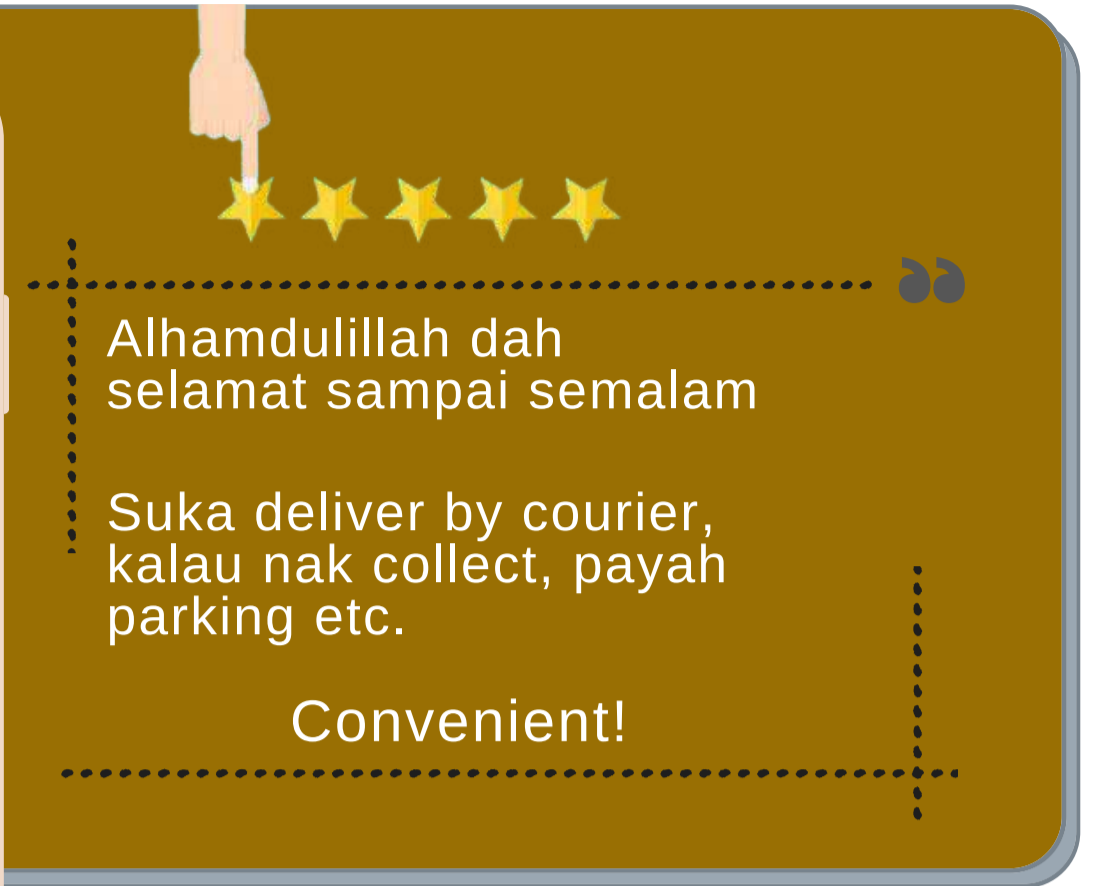 Alhamdulillah dah
selamat sampai semalam
Suka deliver by courier,
kalau nak collect, payah
parking etc.
Convenient!